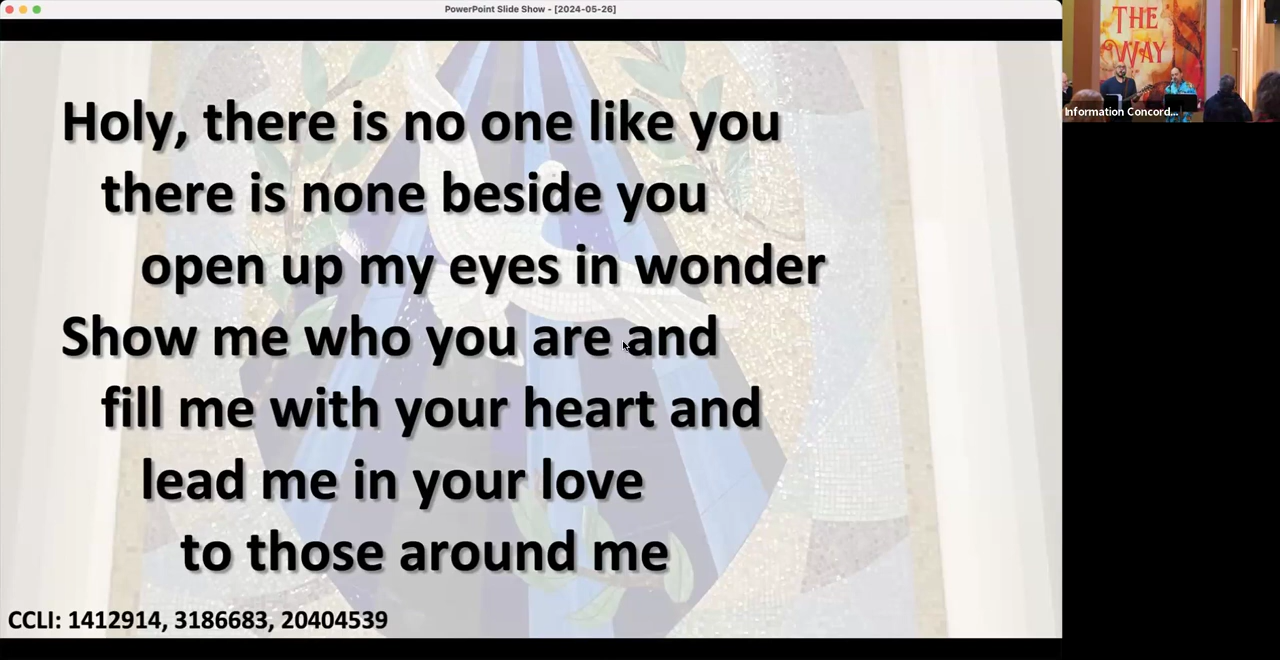 PowerPoint Slide Show - [2024-05-26]
Holy, there is no one like you
there is none beside you
open up my eyes in wonder
Show me who you are and
fill me with your heart and
lead me in your love
to those around me
CCLI: 1412914, 3186683, 20404539
THE
WAY
Information Concord...